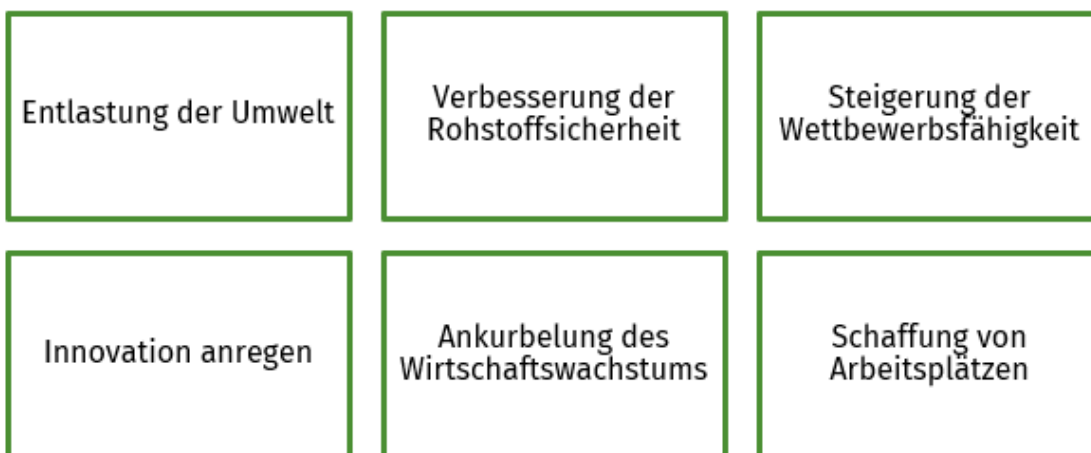 Entlastung der Umwelt
Verbesserung der
Rohstoffsicherheit
Steigerung der
Wettbewerbsfähigkeit
Innovation anregen
Ankurbelung des
Wirtschaftswachstums
Schaffung von
Arbeitsplätzen